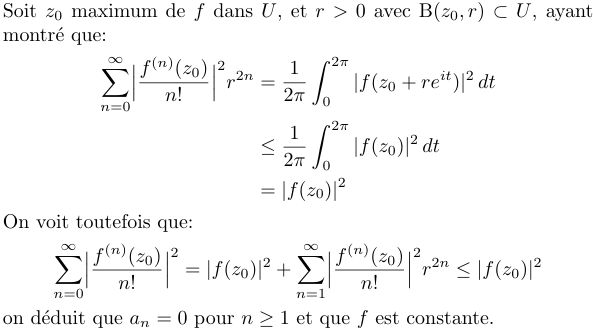 Soit $z_0$ maximum de $f$ dans $U$, et $r > 0$ avec $\mathrm{B}(z_0, r) \subset U$, ayant
montré que:
$$\sum_{n=0}^{\infty} \left| \frac{f^{(n)}(z_0)}{n!} \right|^2 r^{2n} = \frac{1}{2\pi} \int_0^{2\pi} |f(z_0 + re^{it})|^2 \, dt$$
$$\leq \frac{1}{2\pi} \int_0^{2\pi} |f(z_0)|^2 \, dt$$
$$= |f(z_0)|^2$$
On voit toutefois que:
$$\sum_{n=0}^{\infty} \left| \frac{f^{(n)}(z_0)}{n!} \right|^2 = |f(z_0)|^2 + \sum_{n=1}^{\infty} \left| \frac{f^{(n)}(z_0)}{n!} \right|^2 r^{2n} \leq |f(z_0)|^2$$
on déduit que $a_n = 0$ pour $n \geq 1$ et que $f$ est constante.